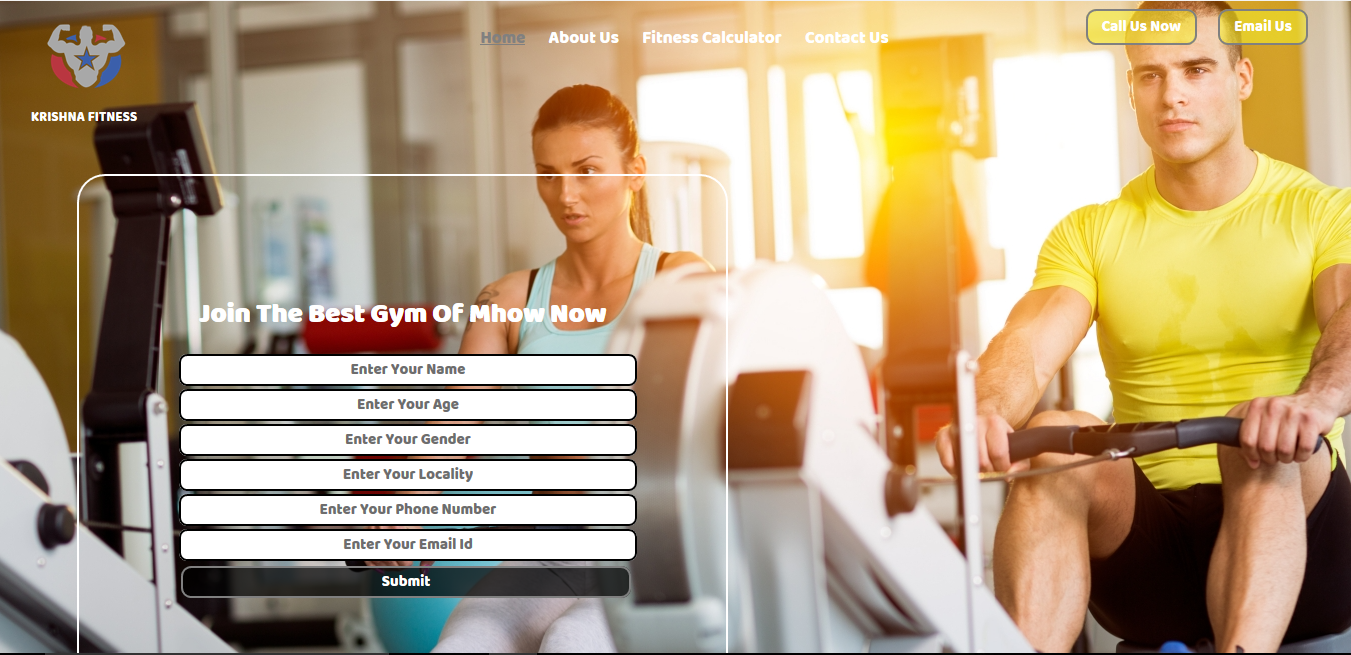 Home
About Us
Fitness Calculator
Contact Us
Call Us Now
Email Us
KRISHNA FITNESS
Join The Best Gym Of Mhow Now
Enter Your Name
Enter Your Age
Enter Your Gender
Enter Your Locality
Enter Your Phone Number
Enter Your Email Id
Submit